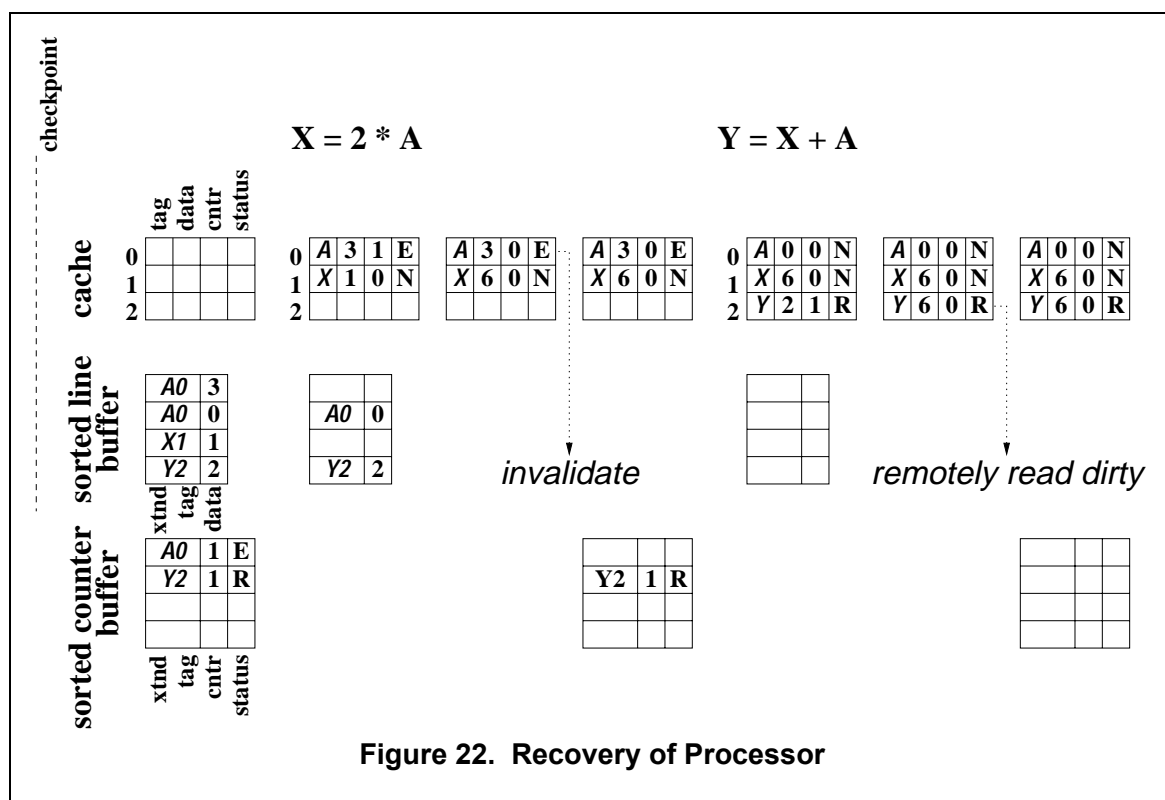 checkpoint
X = 2 * A
Y = X + A
tag data cntr status
cache
0
1
2
0 A 3 1 E
1 X 1 0 N
2
A 3 0 E
X 6 0 N
A 3 0 E
X 6 0 N
0 A 0 0 N
1 X 6 0 N
2 Y 2 1 R
A 0 0 N
X 6 0 N
Y 6 0 R
A 0 0 N
X 6 0 N
Y 6 0 R
sorted line
buffer
A0 3
A0 0
X1 1
Y2 2
xtnd tag data
A0 0
Y2 2
invalidate
remotely read dirty
sorted counter
buffer
A0 1 E
Y2 1 R
xtnd tag cntr status
Y2 1 R
Figure 22. Recovery of Processor